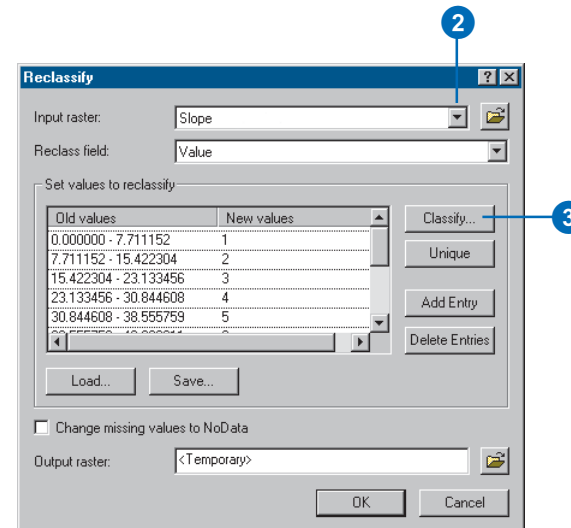 2
Reclassify
Input raster: Slope
Reclass field: Value
Set values to reclassify
Old values New values
0.000000 - 7.711152 1
7.711152 - 15.422304 2
15.422304 - 23.133456 3
23.133456 - 30.844608 4
30.844608 - 38.555759 5
Classify...
3
Unique
Add Entry
Delete Entries
Load... Save...
Change missing values to NoData
Output raster: <Temporary>
OK Cancel